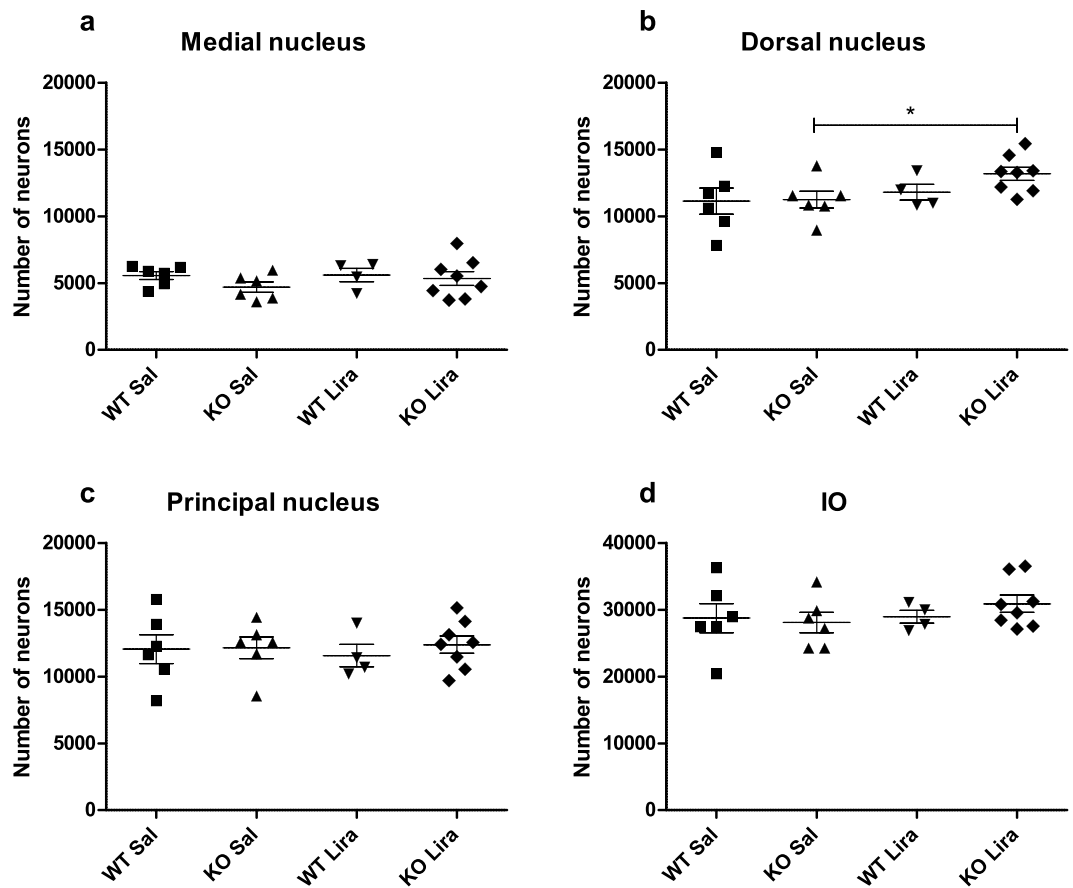 a
Medial nucleus
Number of neurons
20000
15000
10000
5000
0
WT Sal
KO Sal
WT Lira
KO Lira
b
Dorsal nucleus
Number of neurons
20000
15000
10000
5000
0
*
WT Sal
KO Sal
WT Lira
KO Lira
c
Principal nucleus
Number of neurons
20000
15000
10000
5000
0
WT Sal
KO Sal
WT Lira
KO Lira
d
IO
Number of neurons
40000
30000
20000
10000
0
WT Sal
KO Sal
WT Lira
KO Lira